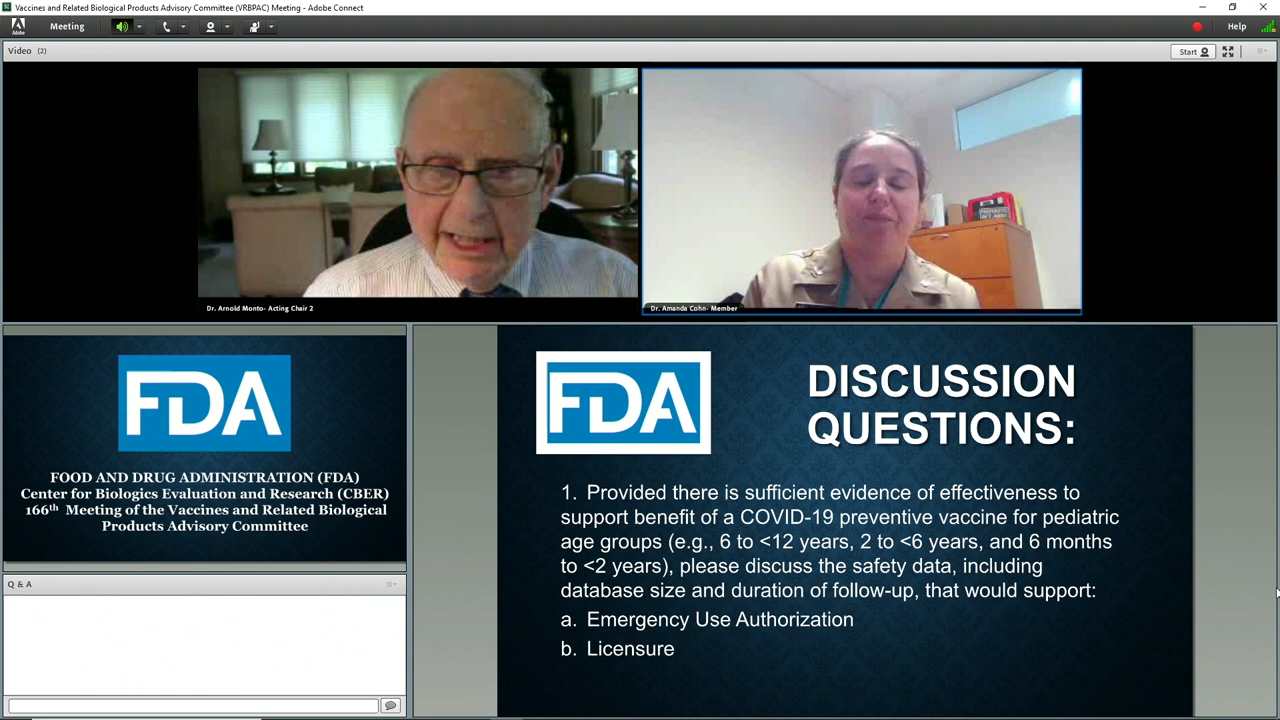 Vaccines and Related Biological Products Advisory Committee (VRBPAC) Meeting - Adobe Connect
Adobe
Meeting
Help
Video (2)
Start
Dr. Arnold Monto- Acting Chair 2
Dr. Amanda Cohn- Member
FDA
FOOD AND DRUG ADMINISTRATION (FDA)
Center for Biologics Evaluation and Research (CBER)
166th Meeting of the Vaccines and Related Biological
Products Advisory Committee
Q & A
FDA
DISCUSSION
QUESTIONS:
1. Provided there is sufficient evidence of effectiveness to
support benefit of a COVID-19 preventive vaccine for pediatric
age groups (e.g., 6 to <12 years, 2 to <6 years, and 6 months
to <2 years), please discuss the safety data, including
database size and duration of follow-up, that would support:
a. Emergency Use Authorization
b. Licensure